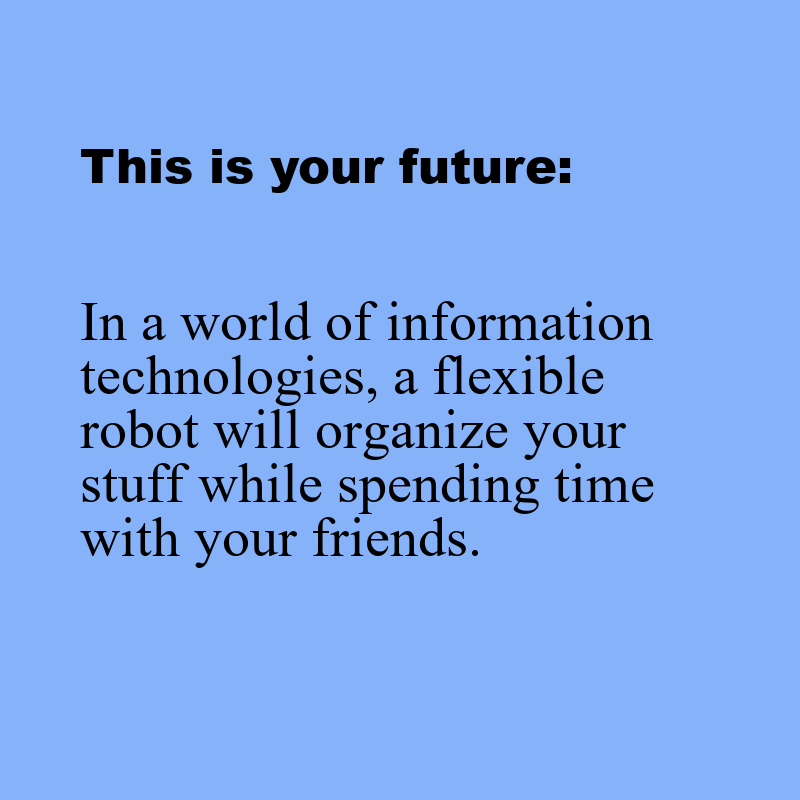 This is your future:
In a world of information
technologies, a flexible
robot will organize your
stuff while spending time
with your friends.